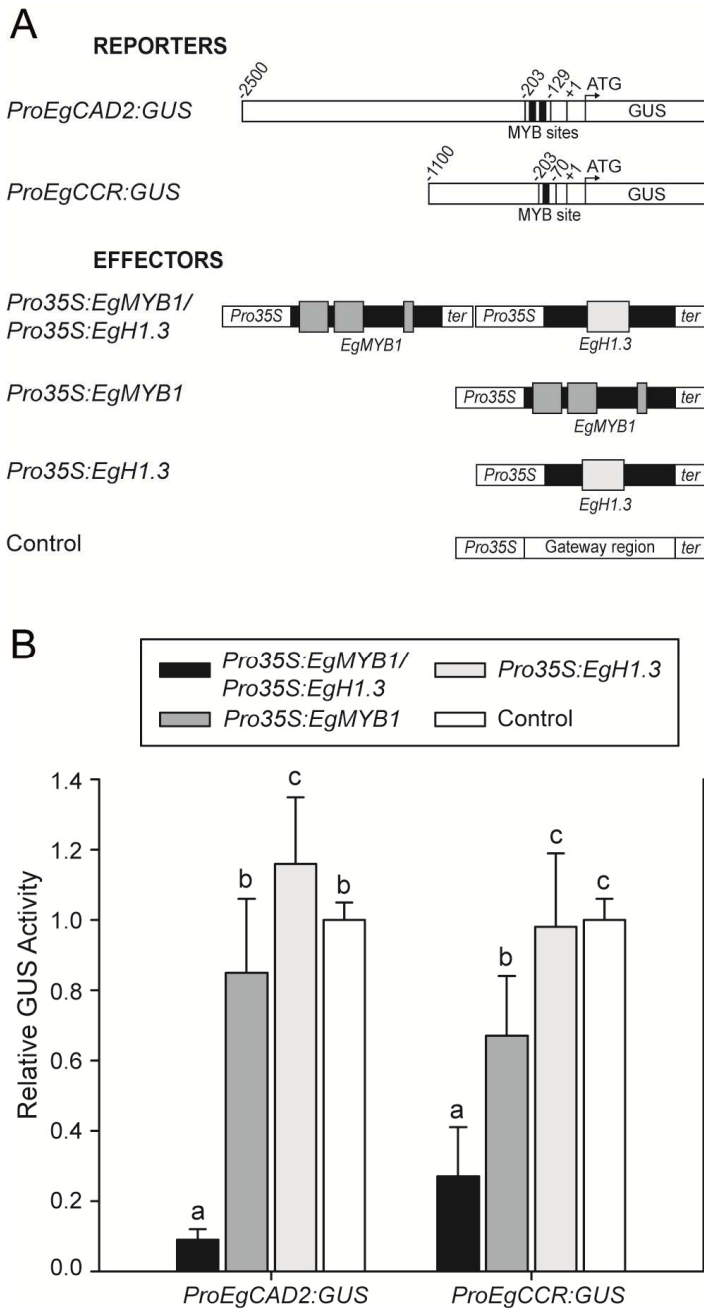 A
REPORTERS
-2500
-203
-129
+1
ATG
ProEgCAD2:GUS
GUS
MYB sites
-1100
-203
-70
+1
ATG
ProEgCCR:GUS
GUS
MYB site
EFFECTORS
Pro35S:EgMYB1/
Pro35S:EgH1.3
Pro35S
ter
Pro35S
ter
EgMYB1
EgH1.3
Pro35S:EgMYB1
Pro35S
ter
EgMYB1
Pro35S:EgH1.3
Pro35S
ter
EgH1.3
Control
Pro35S
Gateway region
ter
B
Pro35S:EgMYB1/
Pro35S:EgH1.3
Pro35S:EgH1.3
Pro35S:EgMYB1
Control
Relative GUS Activity
1.4
1.2
1.0
0.8
0.6
0.4
0.2
0.0
a
b
c
b
a
b
c
c
ProEgCAD2:GUS
ProEgCCR:GUS